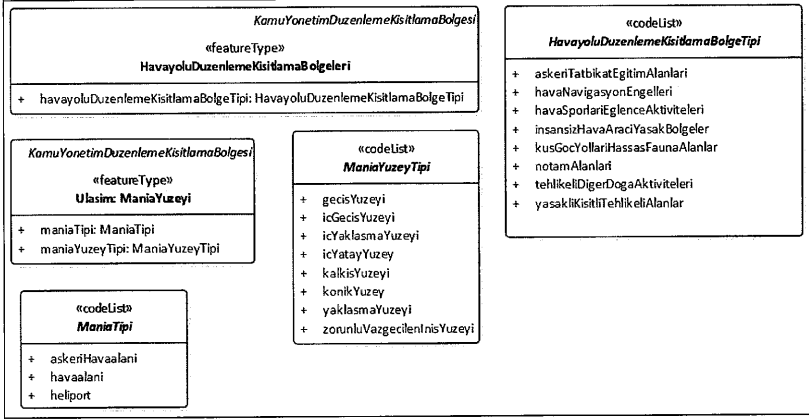 KamuYonetimDuzenlemeKisitlamaBolgesi
«featureType»
HavayoluDuzenlemeKisitlamaBolgeleri
+ havayoluDuzenlemeKisitlamaBolgeTipi: HavayoluDuzenlemeKisitlamaBolgeTipi
«codeList»
HavayoluDuzenlemeKisitlamaBolgeTipi
+ askeriTatbikatEgitimAlanlari
+ havaNavigasyonEngelleri
+ havaSporlariEglenceAktiviteleri
+ insansizHavaAraciYasakBolgeler
+ kusGocYollariHassasFaunaAlanlar
+ notamAlanlari
+ tehlikeliDigerDogaAktiviteleri
+ yasakliKisitliTehlikeliAlanlar
KamuYonetimDuzenlemeKisitlamaBolgesi
«featureType»
Ulasim: ManiaYuzeyi
+ maniaTipi: ManiaTipi
+ maniaYuzeyTipi: ManiaYuzeyTipi
«codeList»
ManiaYuzeyTipi
+ gecisYuzeyi
+ icGecisYuzeyi
+ icYaklasmaYuzeyi
+ icYatayYuzey
+ kalkisYuzeyi
+ konikYuzey
+ yaklasmaYuzeyi
+ zorunluVazgecilenInisYuzeyi
«codeList»
ManiaTipi
+ askeriHavaalani
+ havaalani
+ heliport